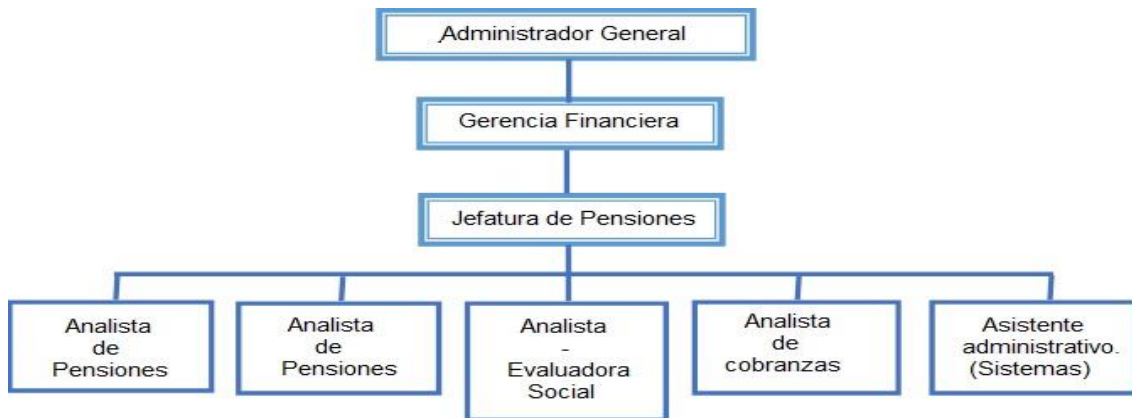 Administrador General
Gerencia Financiera
Jefatura de Pensiones
Analista
de
Pensiones
Analista
de
Pensiones
Analista
-
Evaluadora
Social
Analista
de
cobranzas
Asistente
administrativo.
(Sistemas)